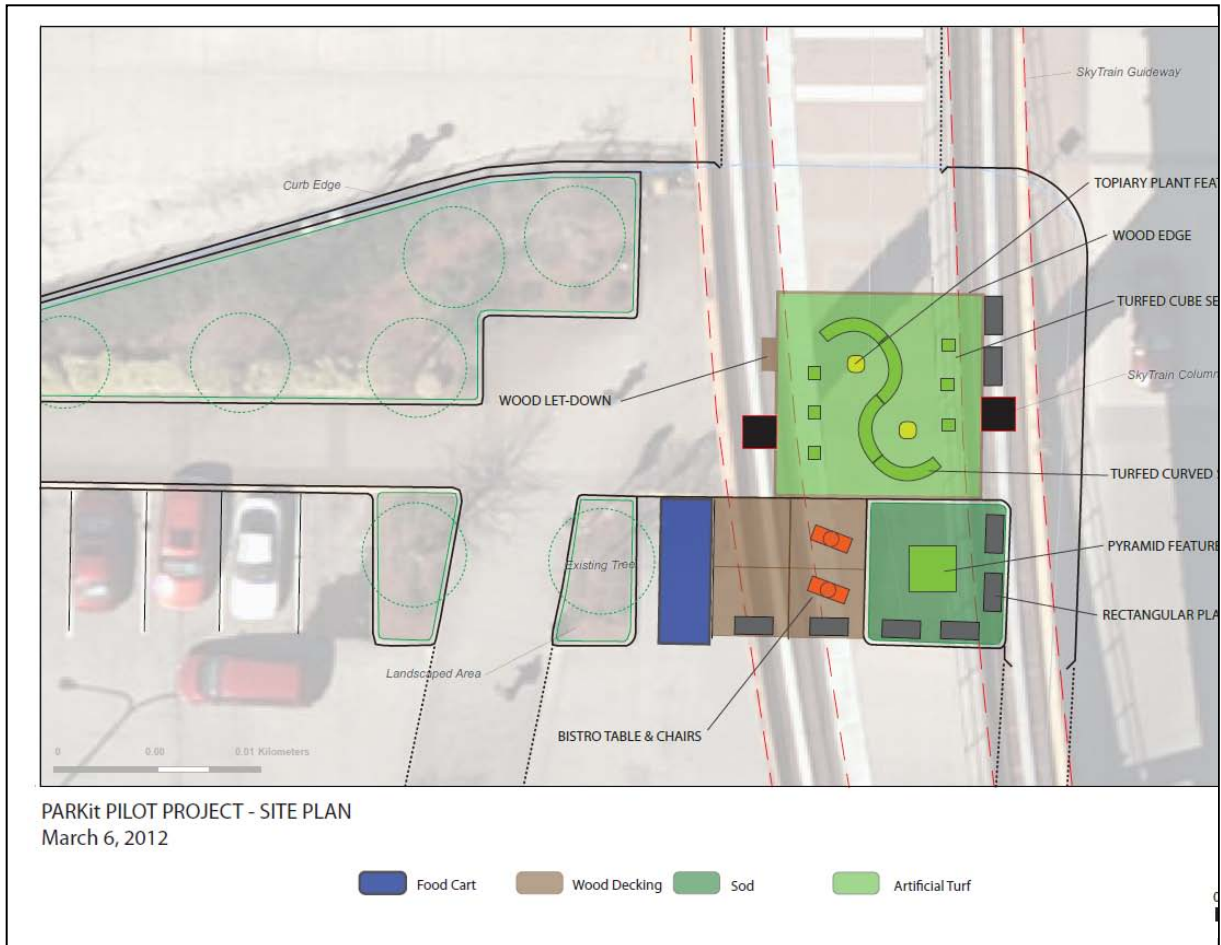 SkyTrain Guideway
Curb Edge
TOPIARY PLANT FEAT
WOOD EDGE
TURFED CUBE SE
SkyTrain Column
WOOD LET-DOWN
TURFED CURVED
PYRAMID FEATURE
Existing Tree
RECTANGULAR PLA
Landscaped Area
BISTRO TABLE & CHAIRS
0 0.00 0.01 Kilometers
PARKit PILOT PROJECT - SITE PLAN
March 6, 2012
Food Cart Wood Decking Sod Artificial Turf